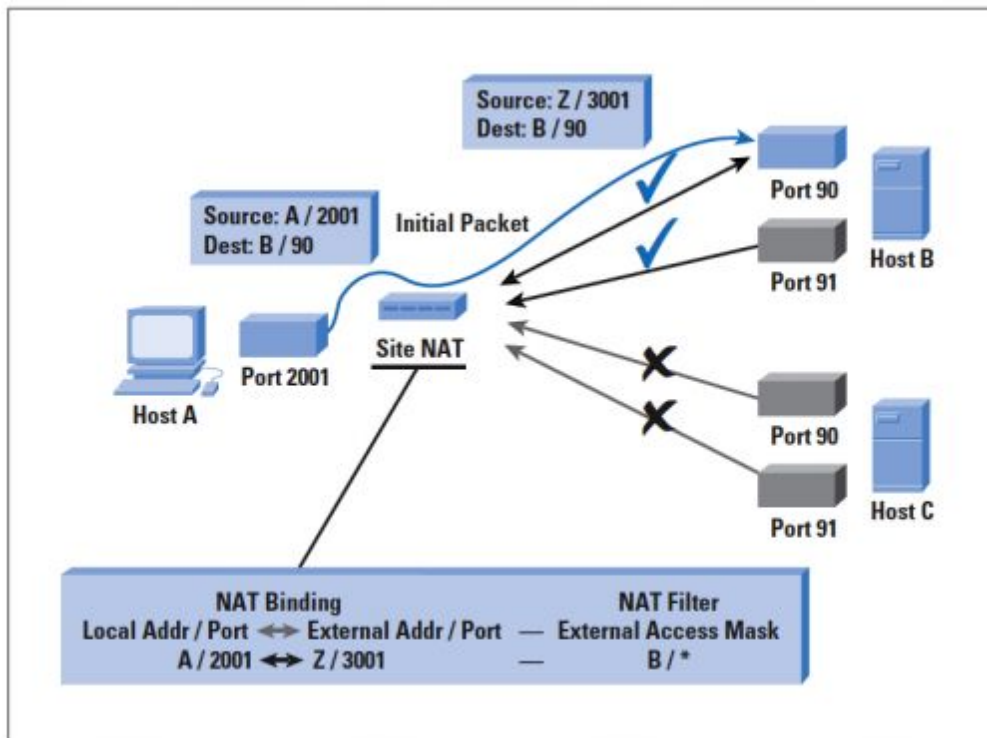 Source: Z / 3001
Dest: B / 90
Source: A / 2001
Dest: B / 90
Initial Packet
Port 90
Host B
Port 91
Site NAT
Port 2001
Host A
Port 90
Host C
Port 91
NAT Binding NAT Filter
Local Addr / Port External Addr / Port — External Access Mask
A / 2001 Z / 3001 — B / *